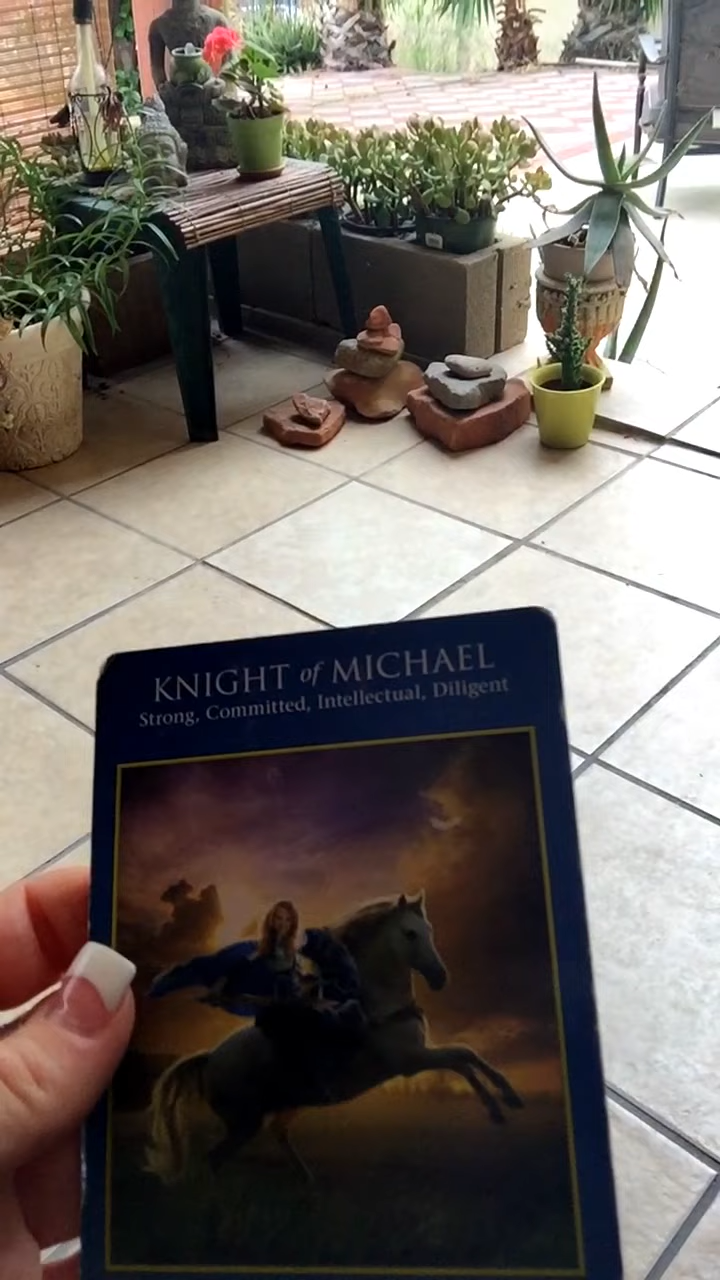 KNIGHT of MICHAEL
Strong, Committed, Intellectual, Diligent